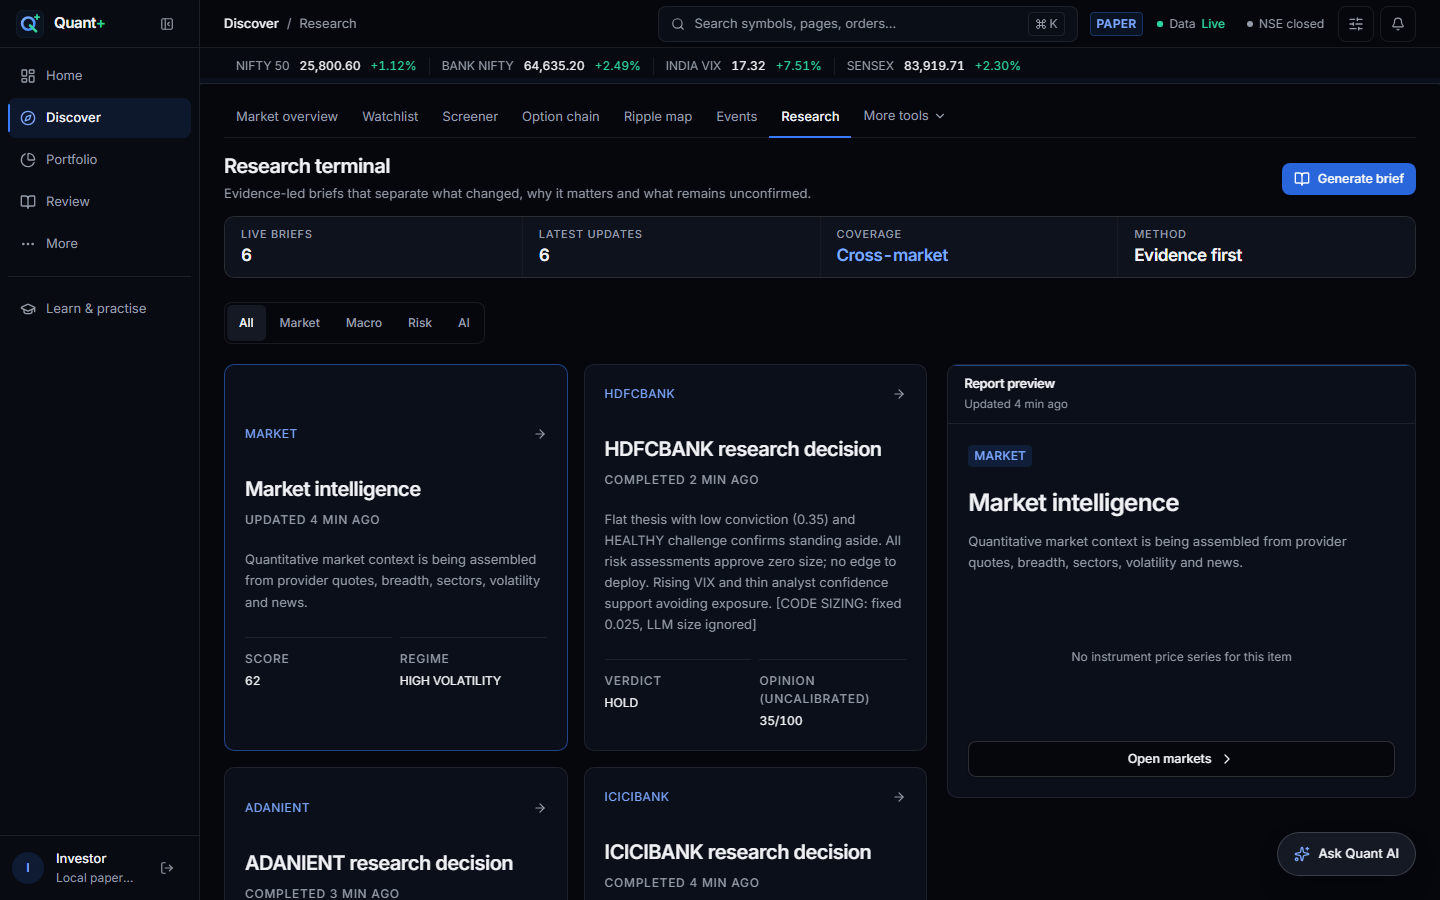 Quant+
Discover / Research
Search symbols, pages, orders...
⌘ K
PAPER
Data Live
NSE closed
NIFTY 50 25,800.60 +1.12%
BANK NIFTY 64,635.20 +2.49%
INDIA VIX 17.32 +7.51%
SENSEX 83,919.71 +2.30%
Home
Discover
Portfolio
Review
More
Learn & practise
Market overview
Watchlist
Screener
Option chain
Ripple map
Events
Research
More tools
Research terminal
Evidence-led briefs that separate what changed, why it matters and what remains unconfirmed.
Generate brief
LIVE BRIEFS
6
LATEST UPDATES
6
COVERAGE
Cross-market
METHOD
Evidence first
All
Market
Macro
Risk
AI
MARKET
Market intelligence
UPDATED 4 MIN AGO
Quantitative market context is being assembled
from provider quotes, breadth, sectors, volatility
and news.
SCORE
62
REGIME
HIGH VOLATILITY
HDFCBANK
HDFCBANK research decision
COMPLETED 2 MIN AGO
Flat thesis with low conviction (0.35) and
HEALTHY challenge confirms standing aside. All
risk assessments approve zero size; no edge to
deploy. Rising VIX and thin analyst confidence
support avoiding exposure. [CODE SIZING: fixed
0.025, LLM size ignored]
VERDICT
HOLD
OPINION
(UNCALIBRATED)
35/100
Report preview
Updated 4 min ago
MARKET
Market intelligence
Quantitative market context is being assembled from provider
quotes, breadth, sectors, volatility and news.
No instrument price series for this item
Open markets
ADANIENT
ADANIENT research decision
COMPLETED 3 MIN AGO
ICICIBANK
ICICIBANK research decision
COMPLETED 4 MIN AGO
I
Investor
Local paper...
Ask Quant AI